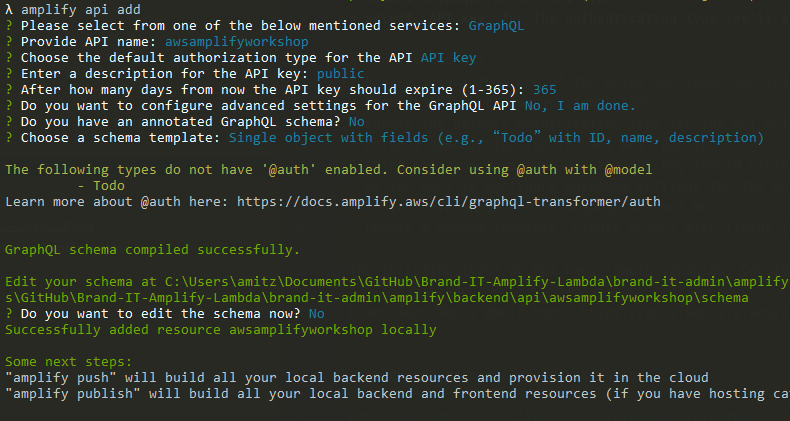 λ amplify api add
? Please select from one of the below mentioned services: GraphQL
? Provide API name: awsamplifyworkshop
? Choose the default authorization type for the API API key
? Enter a description for the API key: public
? After how many days from now the API key should expire (1-365): 365
? Do you want to configure advanced settings for the GraphQL API No, I am done.
? Do you have an annotated GraphQL schema? No
? Choose a schema template: Single object with fields (e.g., “Todo” with ID, name, description)
The following types do not have '@auth' enabled. Consider using @auth with @model
- Todo
Learn more about @auth here: https://docs.amplify.aws/cli/graphql-transformer/auth
GraphQL schema compiled successfully.
Edit your schema at C:\Users\amitz\Documents\GitHub\Brand-IT-Amplify-Lambda\brand-it-admin\amplify
s\GitHub\Brand-IT-Amplify-Lambda\brand-it-admin\amplify\backend\api\awsamplifyworkshop\schema
? Do you want to edit the schema now? No
Successfully added resource awsamplifyworkshop locally
Some next steps:
"amplify push" will build all your local backend resources and provision it in the cloud
"amplify publish" will build all your local backend and frontend resources (if you have hosting ca